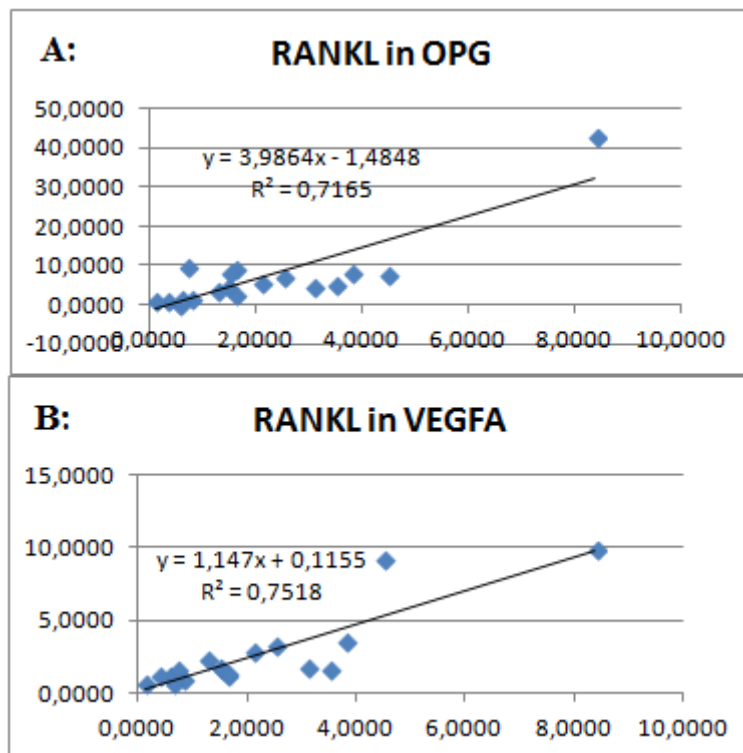 A:
RANKL in OPG
50,0000
40,0000
30,0000
20,0000
10,0000
0,0000
-10,0000
y = 3,9864x - 1,4848
R² = 0,7165
0,0000 2,0000 4,0000 6,0000 8,0000 10,0000
B:
RANKL in VEGFA
15,0000
10,0000
5,0000
0,0000
y = 1,147x + 0,1155
R² = 0,7518
0,0000 2,0000 4,0000 6,0000 8,0000 10,0000